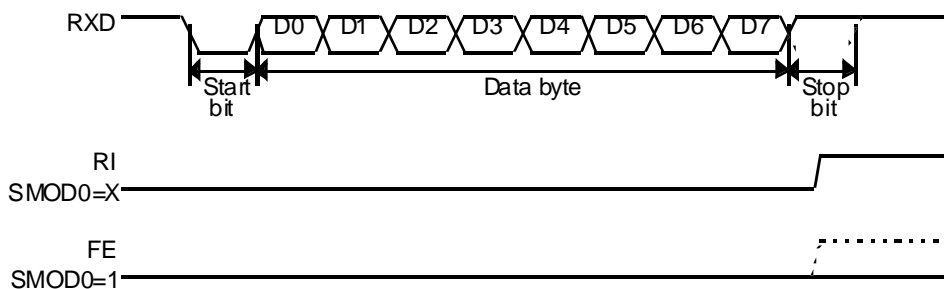 RXD D0 D1 D2 D3 D4 D5 D6 D7
Start bit
Data byte
Stop bit
RI
SMOD0=X
FE
SMOD0=1